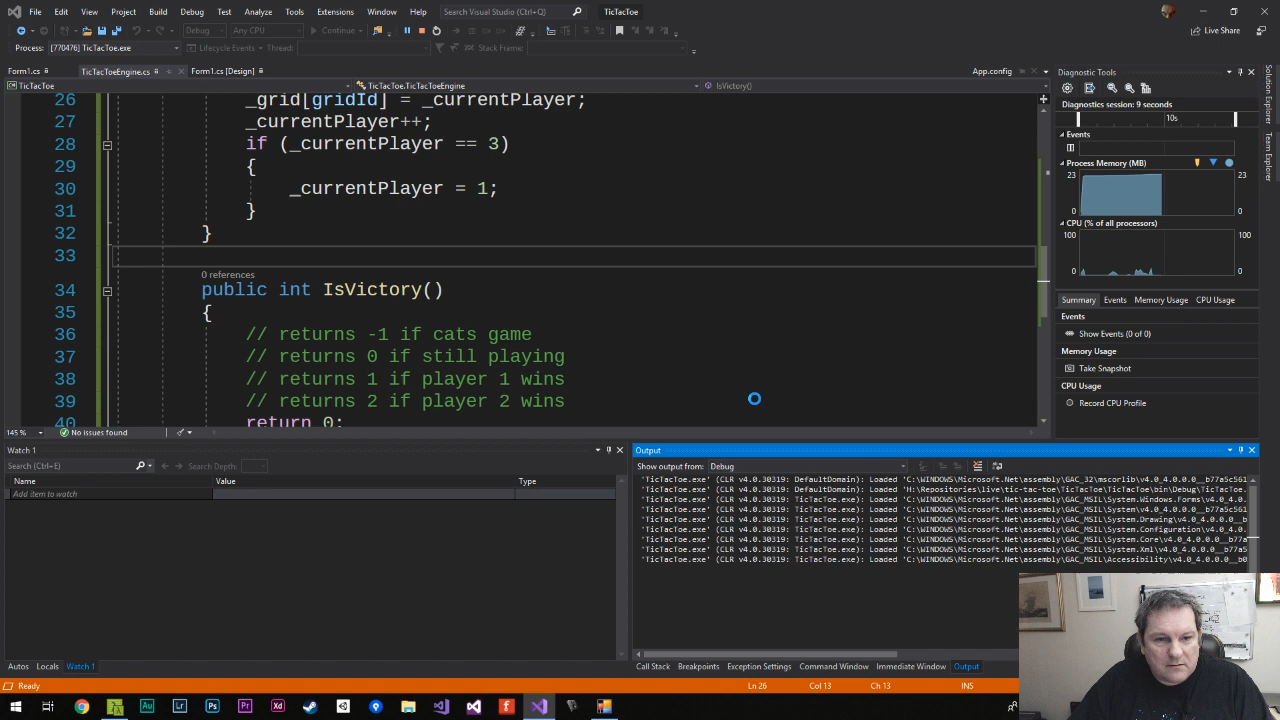 File Edit View Project Build Debug Test Analyze Tools Extensions Window Help Search Visual Studio (Ctrl+Q) TicTacToe
Debug Any CPU Continue Live Share
Process: [770476] TicTacToe.exe Lifecycle Events Thread: Stack Frame:
Form1.cs TicTacToeEngine.cs Form1.cs [Design] App.config
TicTacToe TicTacToe.TicTacToeEngine IsVictory()
26 _grid[gridId] = _currentPlayer;
27 _currentPlayer++;
28 if (_currentPlayer == 3)
29 {
30 _currentPlayer = 1;
31 }
32 }
33
0 references
34 public int IsVictory()
35 {
36 // returns -1 if cats game
37 // returns 0 if still playing
38 // returns 1 if player 1 wins
39 // returns 2 if player 2 wins
40 return 0;
145 % No issues found
Diagnostic Tools
Diagnostics session: 9 seconds
10s
Events
Process Memory (MB)
23 23
0 0
CPU (% of all processors)
100 100
0 0
Summary Events Memory Usage CPU Usage
Events
Show Events (0 of 0)
Memory Usage
Take Snapshot
CPU Usage
Record CPU Profile
Solution Explorer
Team Explorer
Watch 1
Search (Ctrl+E) Search Depth:
Name Value Type
Add item to watch
Autos Locals Watch 1
Output
Show output from: Debug
'TicTacToe.exe' (CLR v4.0.30319: DefaultDomain): Loaded 'C:\WINDOWS\Microsoft.Net\assembly\GAC_32\mscorlib\v4.0_4.0.0.0__b77a5c561
'TicTacToe.exe' (CLR v4.0.30319: DefaultDomain): Loaded 'H:\Repositories\live\tic-tac-toe\TicTacToe\TicTacToe\bin\Debug\TicTacToe.
'TicTacToe.exe' (CLR v4.0.30319: TicTacToe.exe): Loaded 'C:\WINDOWS\Microsoft.Net\assembly\GAC_MSIL\System.Windows.Forms\v4.0_4.0.
'TicTacToe.exe' (CLR v4.0.30319: TicTacToe.exe): Loaded 'C:\WINDOWS\Microsoft.Net\assembly\GAC_MSIL\System\v4.0_4.0.0.0__b77a5c561
'TicTacToe.exe' (CLR v4.0.30319: TicTacToe.exe): Loaded 'C:\WINDOWS\Microsoft.Net\assembly\GAC_MSIL\System.Drawing\v4.0_4.0.0.0__b
'TicTacToe.exe' (CLR v4.0.30319: TicTacToe.exe): Loaded 'C:\WINDOWS\Microsoft.Net\assembly\GAC_MSIL\System.Configuration\v4.0_4.0.
'TicTacToe.exe' (CLR v4.0.30319: TicTacToe.exe): Loaded 'C:\WINDOWS\Microsoft.Net\assembly\GAC_MSIL\System.Core\v4.0_4.0.0.0__b77a
'TicTacToe.exe' (CLR v4.0.30319: TicTacToe.exe): Loaded 'C:\WINDOWS\Microsoft.Net\assembly\GAC_MSIL\System.Xml\v4.0_4.0.0.0__b77a5
'TicTacToe.exe' (CLR v4.0.30319: TicTacToe.exe): Loaded 'C:\WINDOWS\Microsoft.Net\assembly\GAC_MSIL\Accessibility\v4.0_4.0.0.0__b0
Call Stack Breakpoints Exception Settings Command Window Immediate Window Output
Ready Ln 26 Col 13 Ch 13 INS
Au Lr Ps Pr Xd